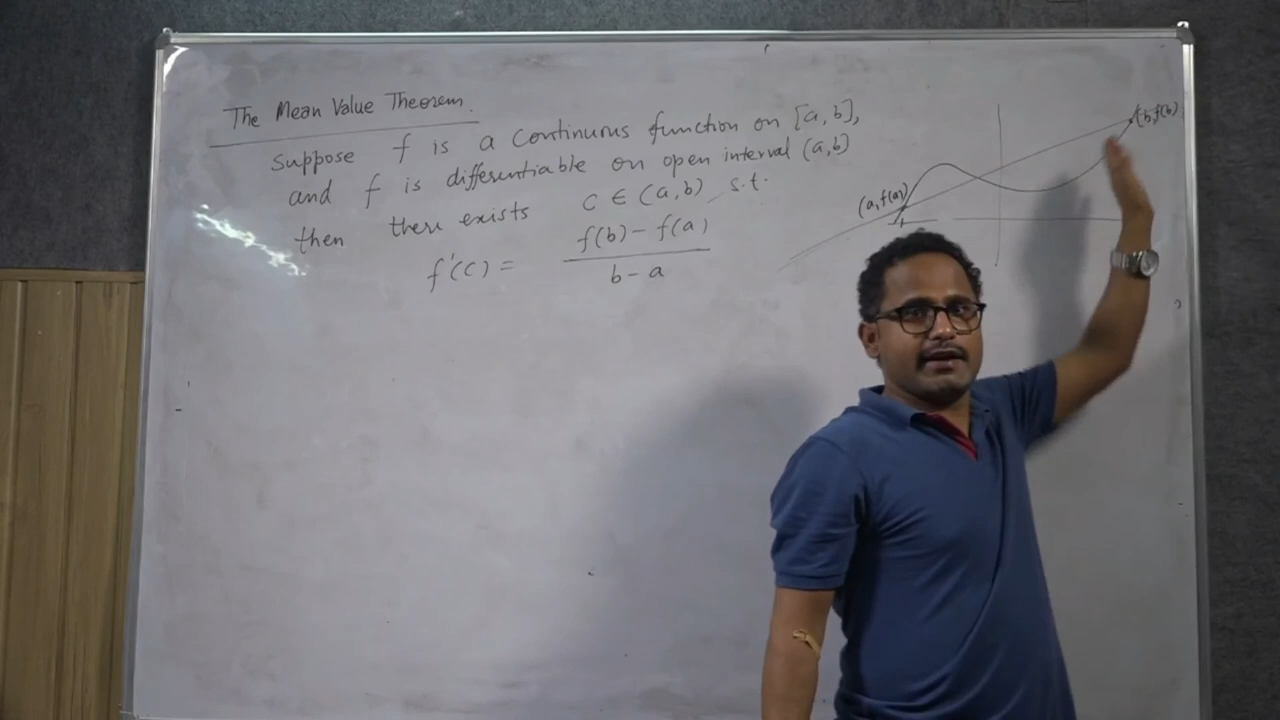 The Mean Value Theorem.
Suppose f is a continuous function on [a, b],
and f is differentiable on open interval (a, b]
then there exists c ∈ (a, b) s.t.
f'(c) = f(b) - f(a) / b - a
(a, f(a))
(b, f(b))